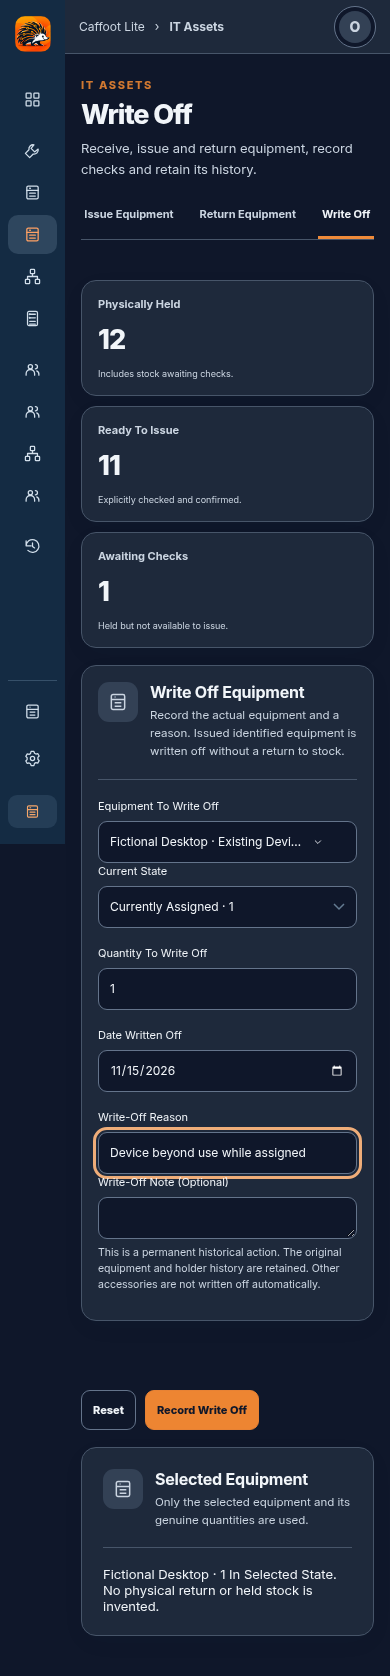 Caffoot Lite › IT Assets
O
IT ASSETS
Write Off
Receive, issue and return equipment, record
checks and retain its history.
Issue Equipment Return Equipment Write Off
Physically Held
12
Includes stock awaiting checks.
Ready To Issue
11
Explicitly checked and confirmed.
Awaiting Checks
1
Held but not available to issue.
Write Off Equipment
Record the actual equipment and a
reason. Issued identified equipment is
written off without a return to stock.
Equipment To Write Off
Fictional Desktop · Existing Devi...
Current State
Currently Assigned · 1
Quantity To Write Off
1
Date Written Off
11/15/2026
Write-Off Reason
Device beyond use while assigned
Write-Off Note (Optional)
This is a permanent historical action. The original
equipment and holder history are retained. Other
accessories are not written off automatically.
Reset Record Write Off
Selected Equipment
Only the selected equipment and its
genuine quantities are used.
Fictional Desktop · 1 In Selected State.
No physical return or held stock is
invented.